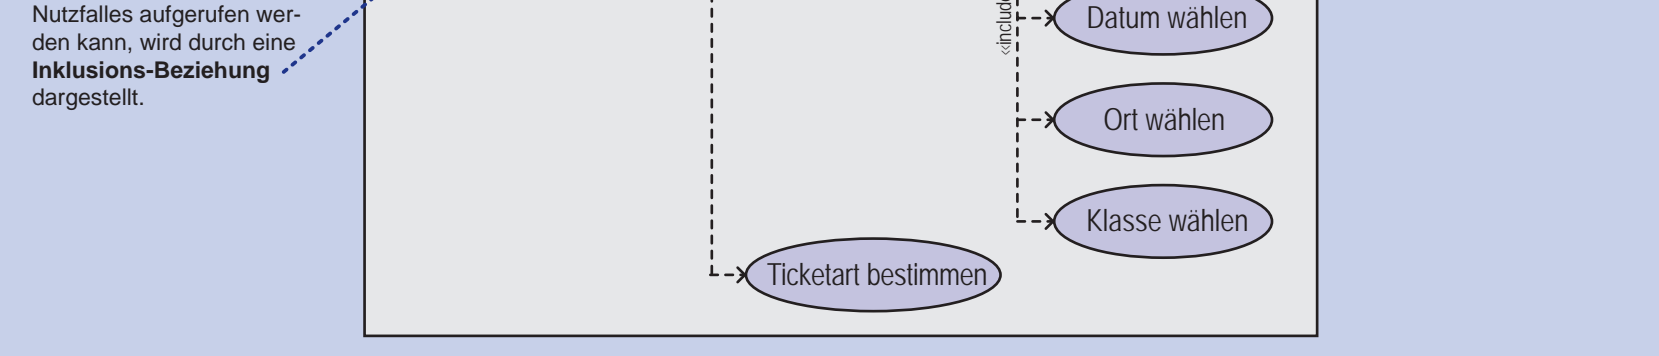 Nutzfalles aufgerufen wer-
den kann, wird durch eine
Inklusions-Beziehung
dargestellt.
«include
Datum wählen
Ort wählen
Klasse wählen
Ticketart bestimmen